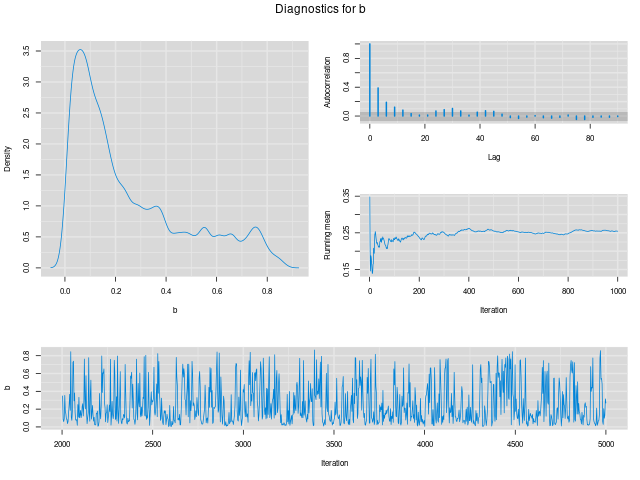 Diagnostics for b
Density
0.0 0.5 1.0 1.5 2.0 2.5 3.0 3.5
0.0 0.2 0.4 0.6 0.8
b
Autocorrelation
0.0 0.4 0.8
0 20 40 60 80
Lag
Running mean
0.15 0.25 0.35
0 200 400 600 800 1000
Iteration
b
0.0 0.2 0.4 0.6 0.8
2000 2500 3000 3500 4000 4500 5000
Iteration